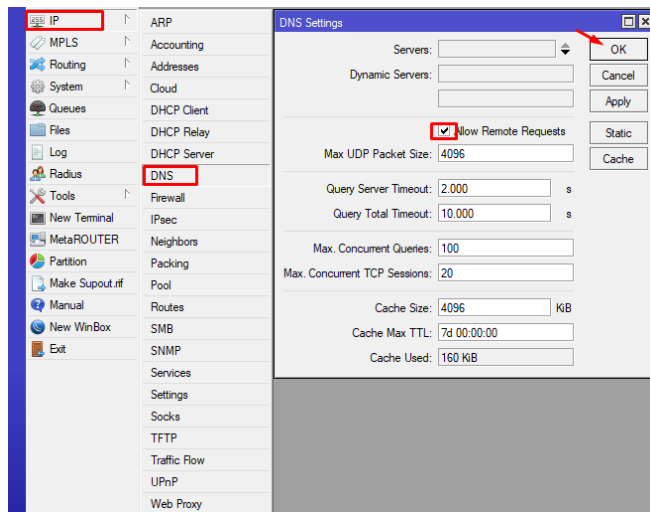 IP
MPLS
Routing
System
Queues
Files
Log
Radius
Tools
New Terminal
MetaROUTER
Partition
Make Supout.rif
Manual
New WinBox
Exit
ARP
Accounting
Addresses
Cloud
DHCP Client
DHCP Relay
DHCP Server
DNS
Firewall
IPsec
Neighbors
Packing
Pool
Routes
SMB
SNMP
Services
Settings
Socks
TFTP
Traffic Flow
UPnP
Web Proxy
DNS Settings
Servers:
Dynamic Servers:
Allow Remote Requests
Max UDP Packet Size: 4096
Query Server Timeout: 2.000 s
Query Total Timeout: 10.000 s
Max. Concurrent Queries: 100
Max. Concurrent TCP Sessions: 20
Cache Size: 4096 KiB
Cache Max TTL: 7d 00:00:00
Cache Used: 160 KiB
OK
Cancel
Apply
Static
Cache